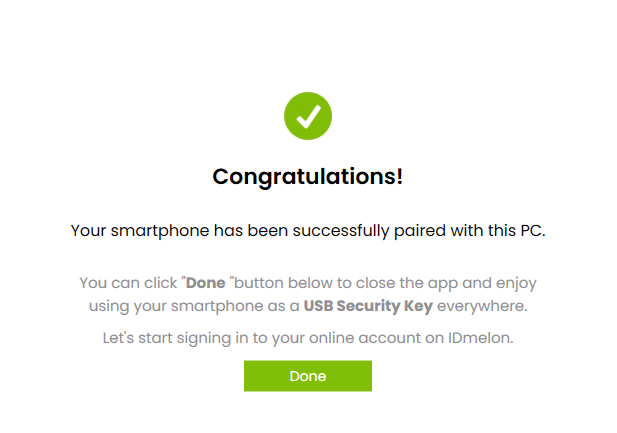 Congratulations!
Your smartphone has been successfully paired with this PC.
You can click "Done "button below to close the app and enjoy
using your smartphone as a USB Security Key everywhere.
Let's start signing in to your online account on IDmelon.
Done